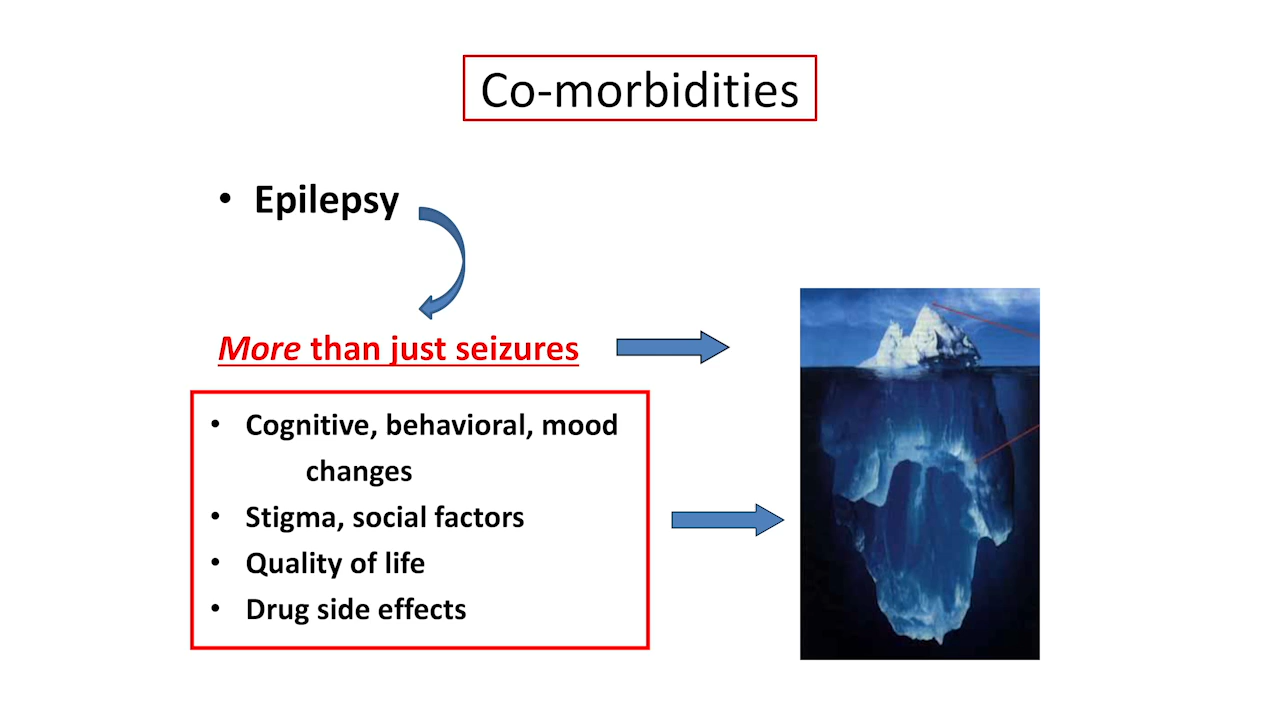 Co-morbidities
• Epilepsy
More than just seizures
• Cognitive, behavioral, mood
changes
• Stigma, social factors
• Quality of life
• Drug side effects